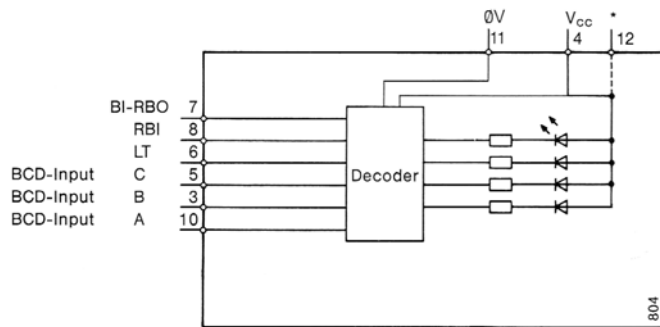 ØV VCC *
11 4 12
BI-RBO 7
RBI 8
LT 6
BCD-Input C 5
BCD-Input B 3
BCD-Input A 10
Decoder
804